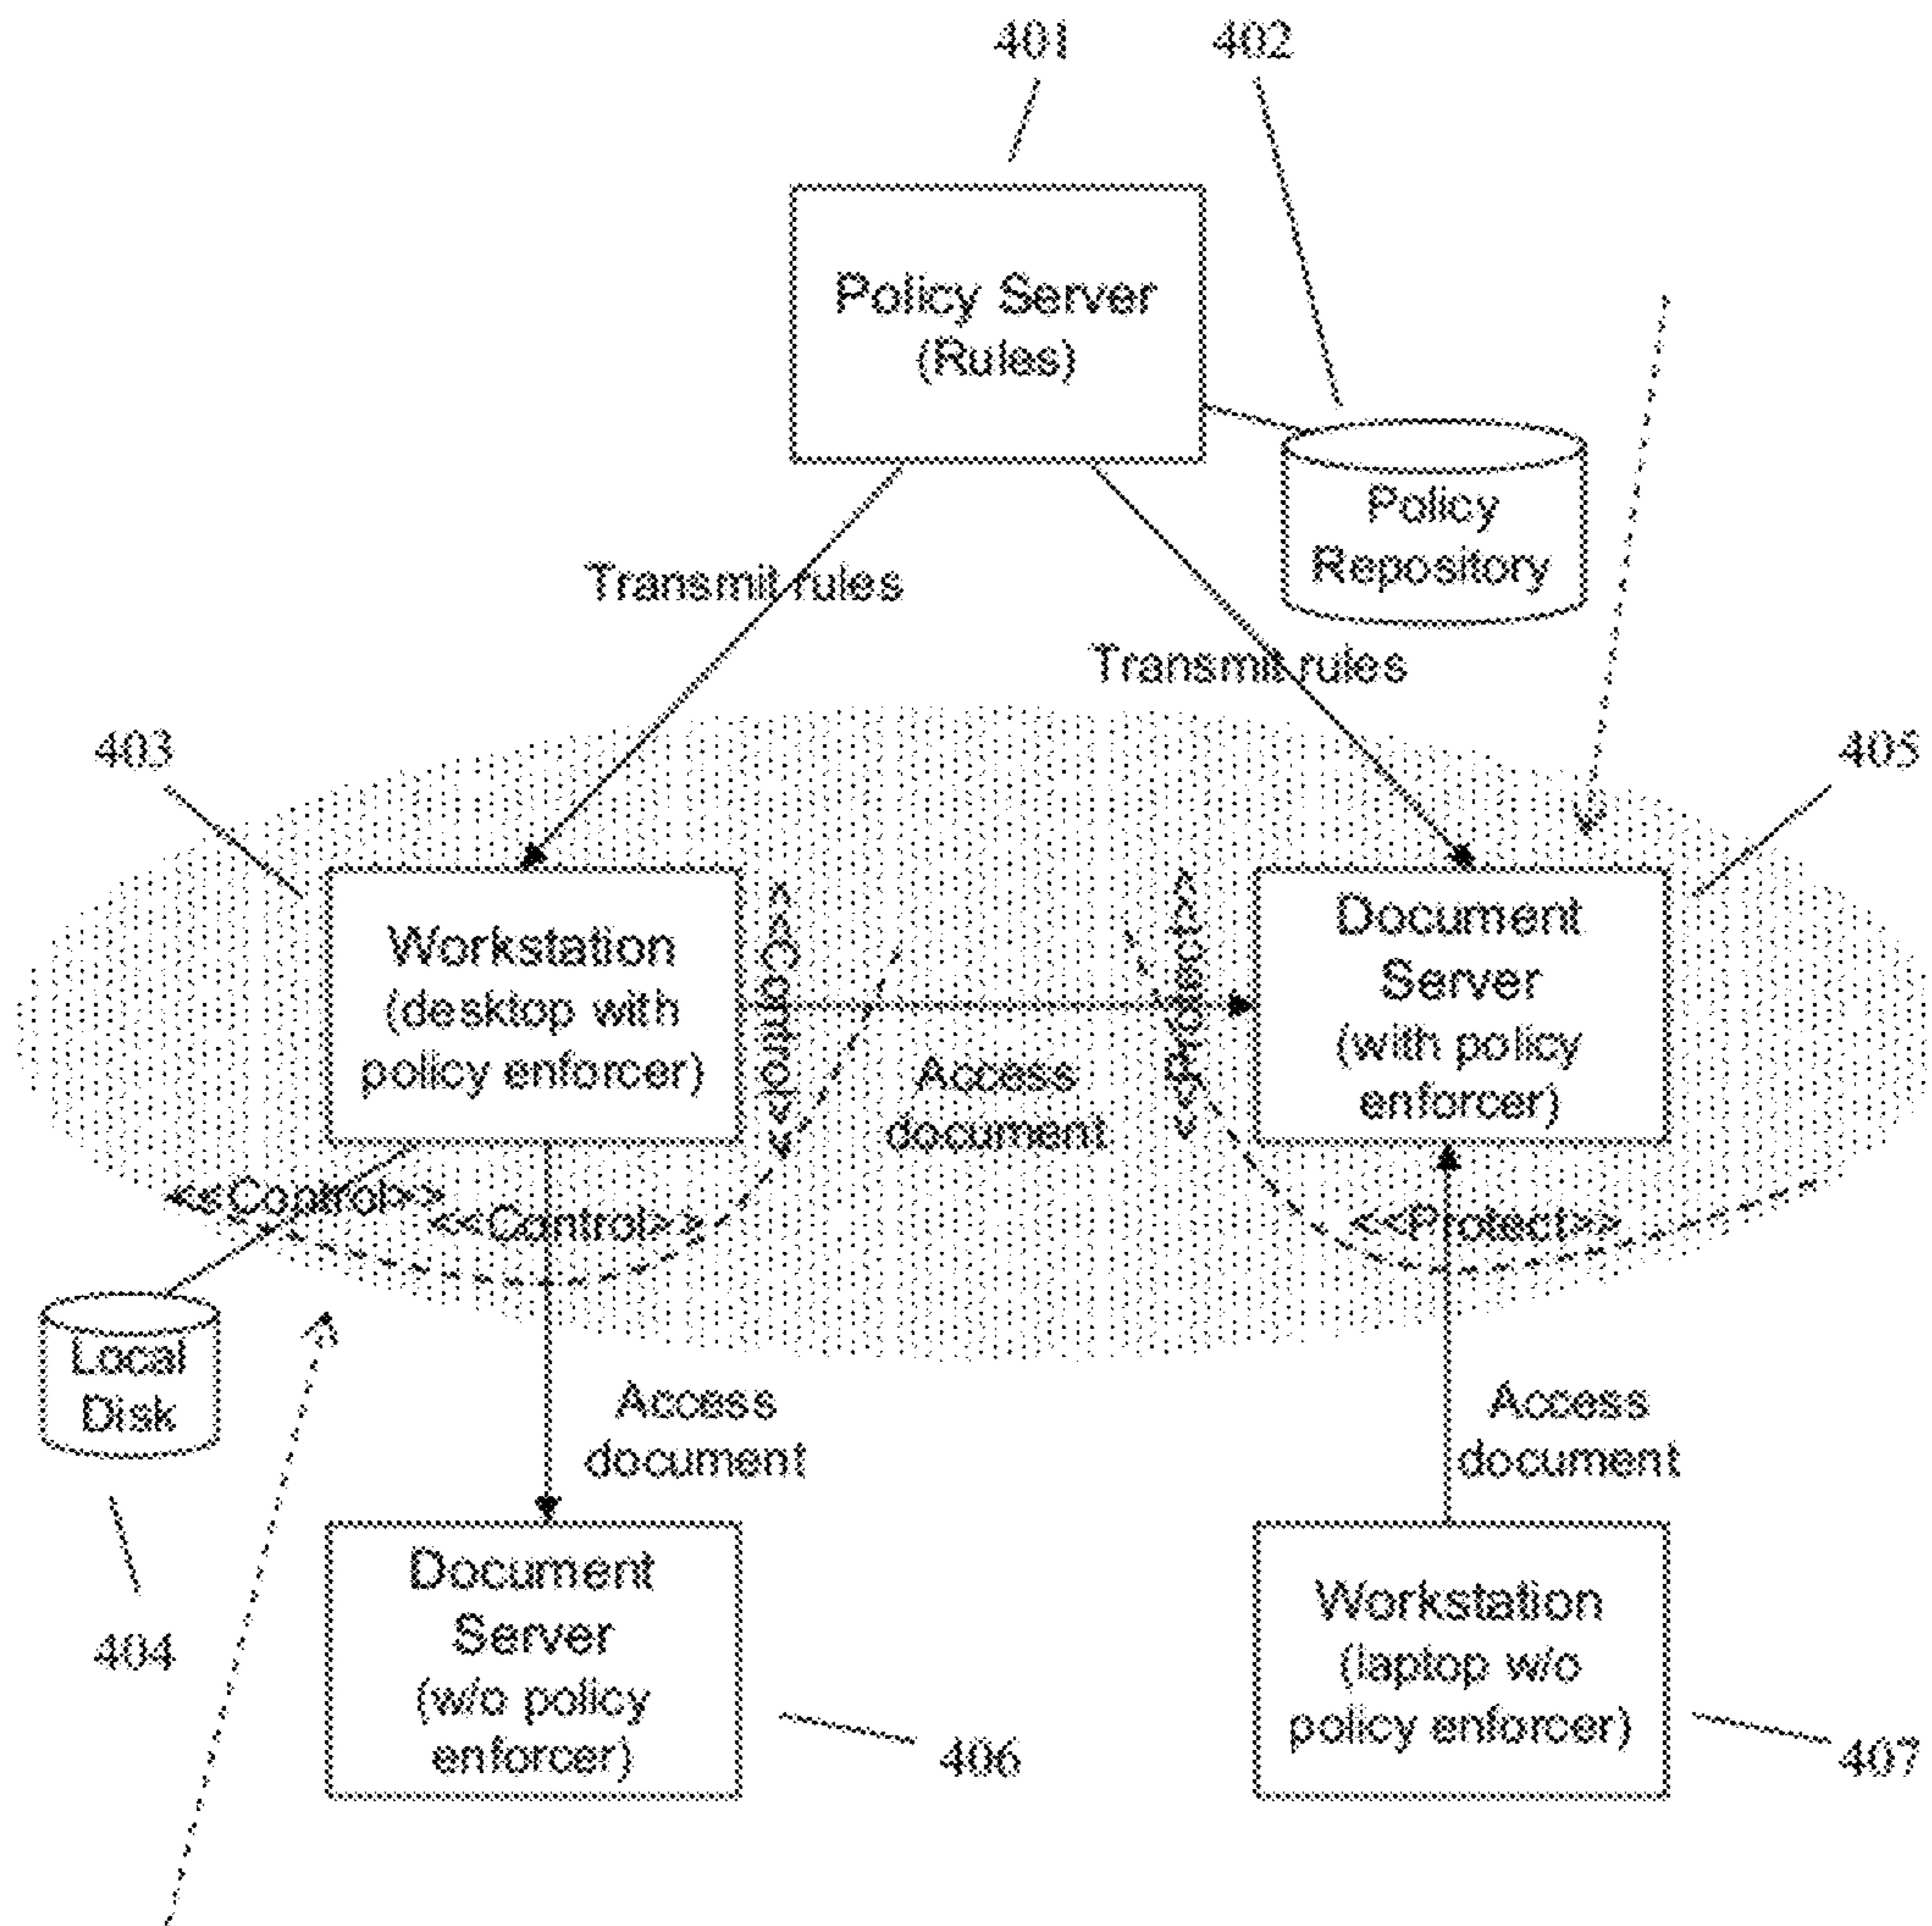 401
402
Policy Server
(Rules)
Policy
Repository
Transmit rules
Transmit rules
403
405
Workstation
(desktop with
policy enforcer)
<<Control>>
<<Protect>>
Document
Server
(with policy
enforcer)
Access
document
<<Control>>
<<Control>>
<<Protect>>
Local
Disk
Access
document
Access
document
404
Document
Server
(w/o policy
enforcer)
406
Workstation
(laptop w/o
policy enforcer)
407